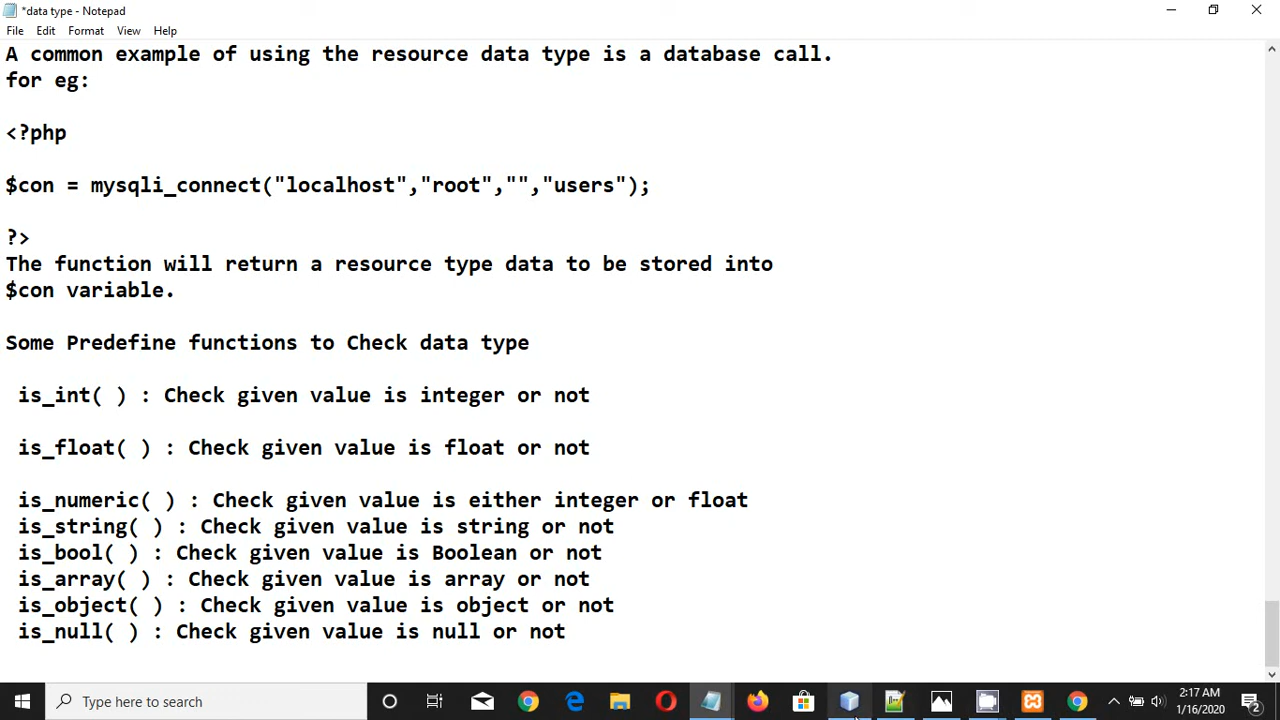 *data type - Notepad
File Edit Format View Help
A common example of using the resource data type is a database call.
for eg:
<?php
$con = mysqli_connect("localhost","root","","users");
?>
The function will return a resource type data to be stored into
$con variable.
Some Predefine functions to Check data type
is_int( ) : Check given value is integer or not
is_float( ) : Check given value is float or not
is_numeric( ) : Check given value is either integer or float
is_string( ) : Check given value is string or not
is_bool( ) : Check given value is Boolean or not
is_array( ) : Check given value is array or not
is_object( ) : Check given value is object or not
is_null( ) : Check given value is null or not
Type here to search
2:17 AM
1/16/2020
2